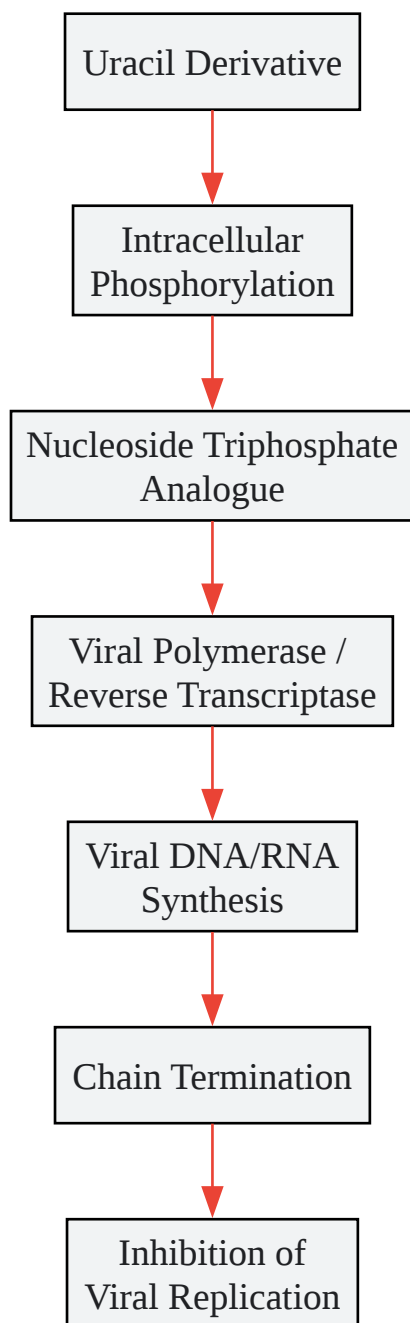 Uracil Derivative
Intracellular
Phosphorylation
Nucleoside Triphosphate
Analogue
Viral Polymerase /
Reverse Transcriptase
Viral DNA/RNA
Synthesis
Chain Termination
Inhibition of
Viral Replication